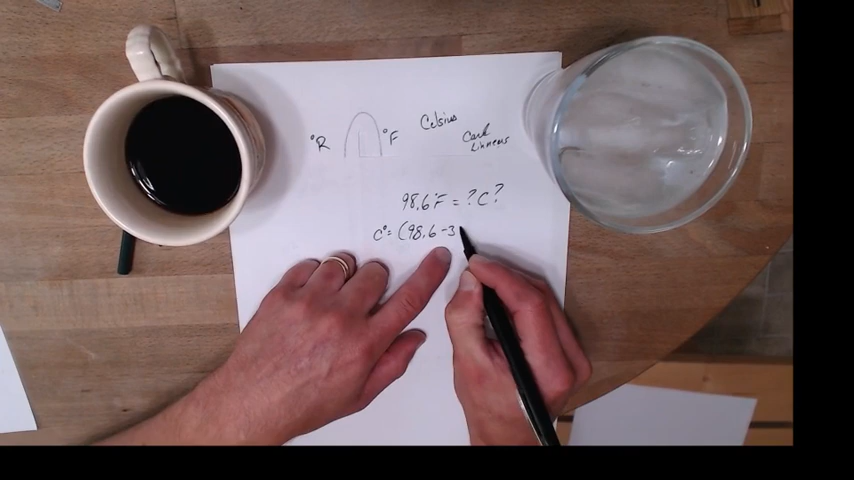 °R °F Celsius
Carl
Linneus
98.6°F = ? C?
C° = (98.6 - 3